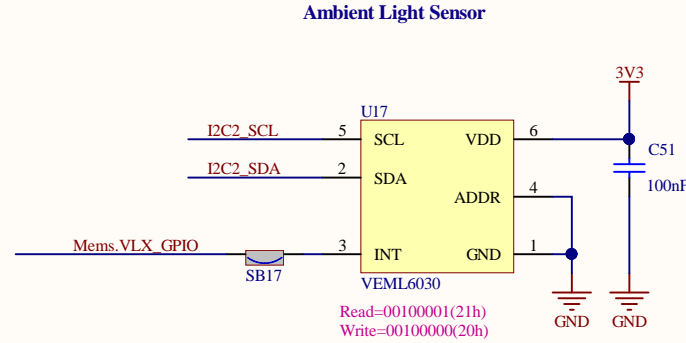 Ambient Light Sensor
3V3
U17
I2C2_SCL 5 SCL VDD 6
C51
I2C2_SDA 2 SDA
100nF
ADDR 4
Mems.VLX_GPIO 3 INT GND 1
SB17
VEML6030
Read=00100001(21h)
Write=00100000(20h)
GND GND